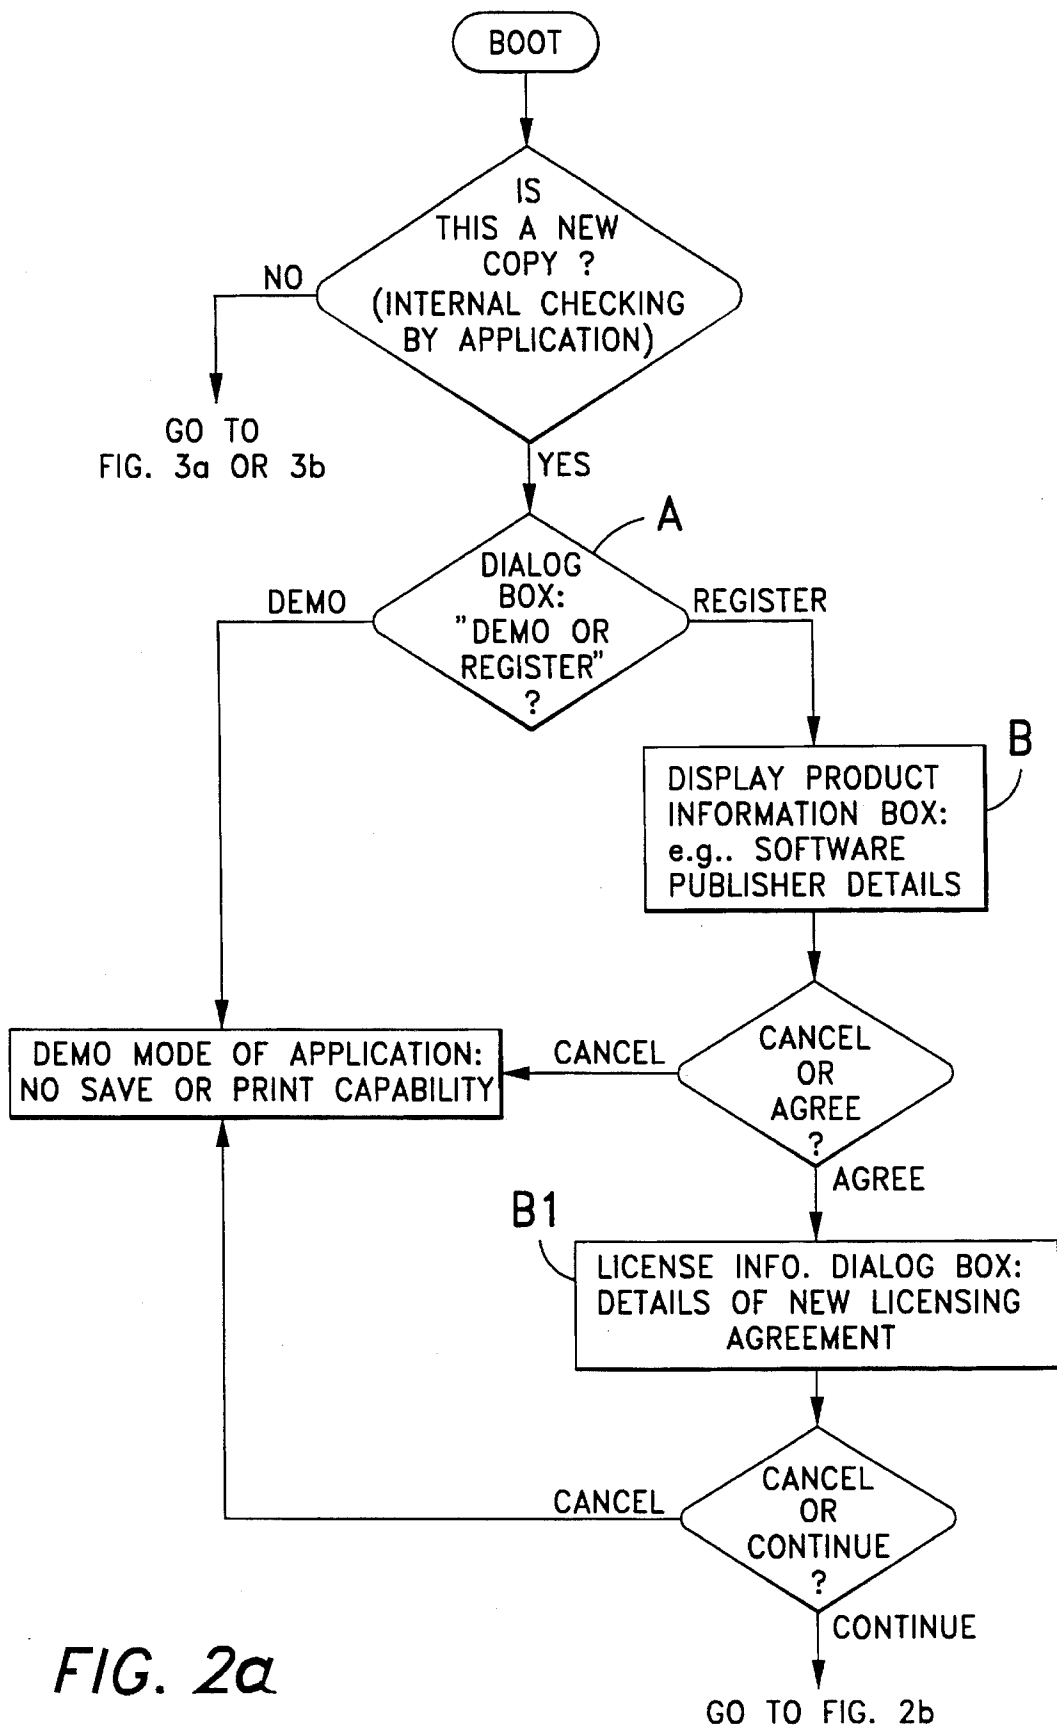 BOOT
IS
THIS A NEW
COPY ?
(INTERNAL CHECKING
BY APPLICATION)
NO
GO TO
FIG. 3a OR 3b
YES
A
DIALOG
BOX:
"DEMO OR
REGISTER"
?
DEMO
REGISTER
B
DISPLAY PRODUCT
INFORMATION BOX:
e.g.. SOFTWARE
PUBLISHER DETAILS
DEMO MODE OF APPLICATION:
NO SAVE OR PRINT CAPABILITY
CANCEL
CANCEL
OR
AGREE
?
AGREE
B1
LICENSE INFO. DIALOG BOX:
DETAILS OF NEW LICENSING
AGREEMENT
CANCEL
CANCEL
OR
CONTINUE
?
CONTINUE
GO TO FIG. 2b
FIG. 2a